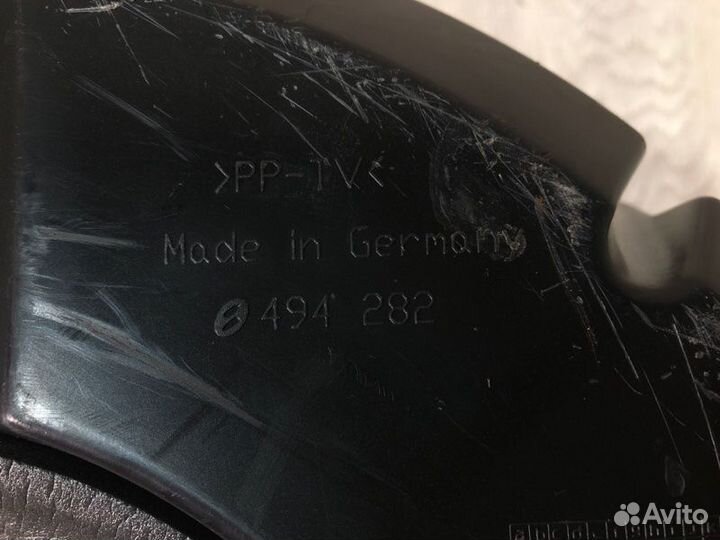 >PP-TV<
Made in Germany
494 282
Avito